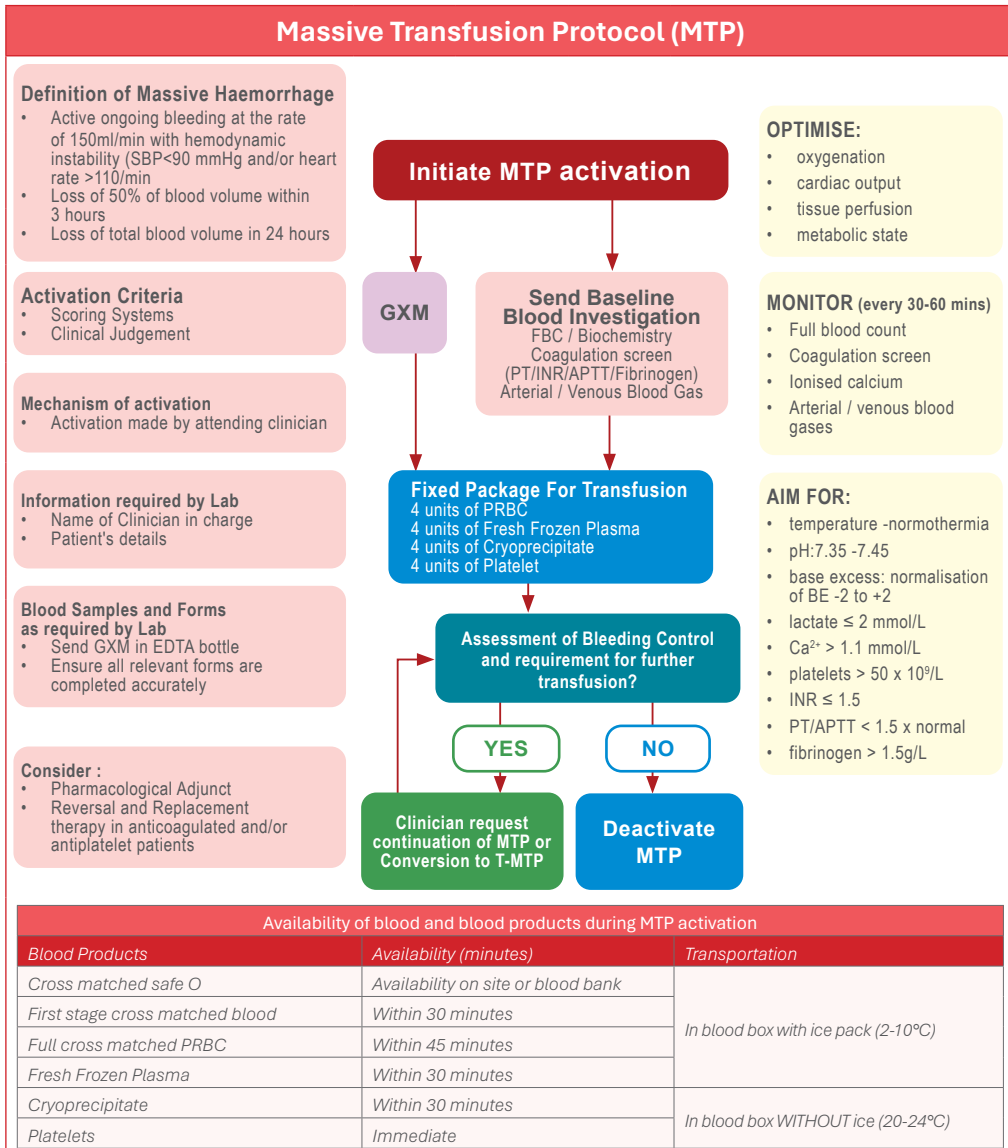 Massive Transfusion Protocol (MTP)
Definition of Massive Haemorrhage
• Active ongoing bleeding at the rate
of 150ml/min with hemodynamic
instability (SBP<90 mmHg and/or heart
rate >110/min
• Loss of 50% of blood volume within
3 hours
• Loss of total blood volume in 24 hours
Activation Criteria
• Scoring Systems
• Clinical Judgement
Mechanism of activation
• Activation made by attending clinician
Information required by Lab
• Name of Clinician in charge
• Patient's details
Blood Samples and Forms
as required by Lab
• Send GXM in EDTA bottle
• Ensure all relevant forms are
completed accurately
Consider :
• Pharmacological Adjunct
• Reversal and Replacement
therapy in anticoagulated and/or
antiplatelet patients
Initiate MTP activation
GXM
Send Baseline
Blood Investigation
FBC / Biochemistry
Coagulation screen
(PT/INR/APTT/Fibrinogen)
Arterial / Venous Blood Gas
Fixed Package For Transfusion
4 units of PRBC
4 units of Fresh Frozen Plasma
4 units of Cryoprecipitate
4 units of Platelet
Assessment of Bleeding Control
and requirement for further
transfusion?
YES
NO
Clinician request
continuation of MTP or
Conversion to T-MTP
Deactivate
MTP
OPTIMISE:
• oxygenation
• cardiac output
• tissue perfusion
• metabolic state
MONITOR (every 30-60 mins)
• Full blood count
• Coagulation screen
• Ionised calcium
• Arterial / venous blood
gases
AIM FOR:
• temperature -normothermia
• pH:7.35 -7.45
• base excess: normalisation
of BE -2 to +2
• lactate ≤ 2 mmol/L
• Ca²⁺ > 1.1 mmol/L
• platelets > 50 x 10⁹/L
• INR ≤ 1.5
• PT/APTT < 1.5 x normal
• fibrinogen > 1.5g/L
Availability of blood and blood products during MTP activation
Blood Products Availability (minutes) Transportation
Cross matched safe O Availability on site or blood bank
First stage cross matched blood Within 30 minutes
In blood box with ice pack (2-10ºC)
Full cross matched PRBC Within 45 minutes
Fresh Frozen Plasma Within 30 minutes
Cryoprecipitate Within 30 minutes
In blood box WITHOUT ice (20-24ºC)
Platelets Immediate